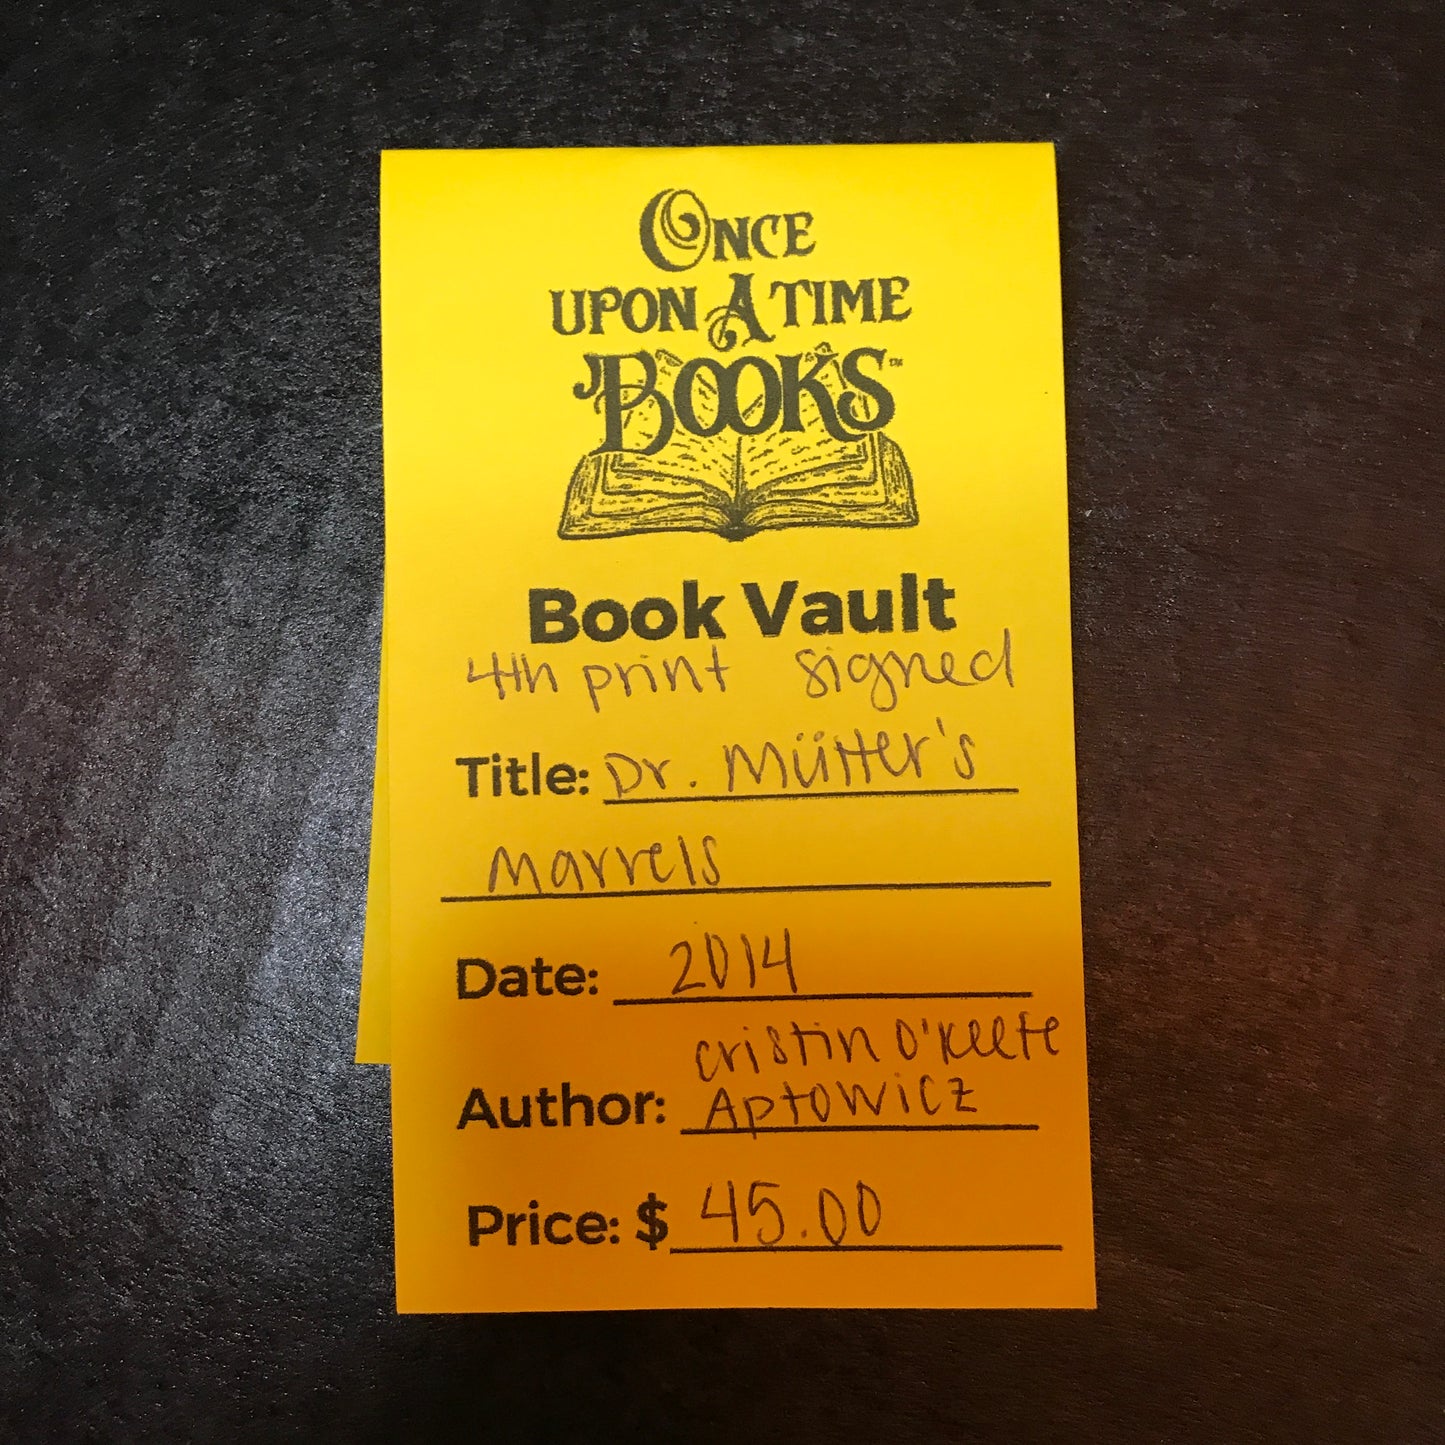 ONCE
UPON A TIME
BOOKS™
Book Vault
4th print signed
Title: Dr. Mütter's
Marvels
Date: 2014
Cristin O'Keefe
Author: Aptowicz
Price: $ 45.00